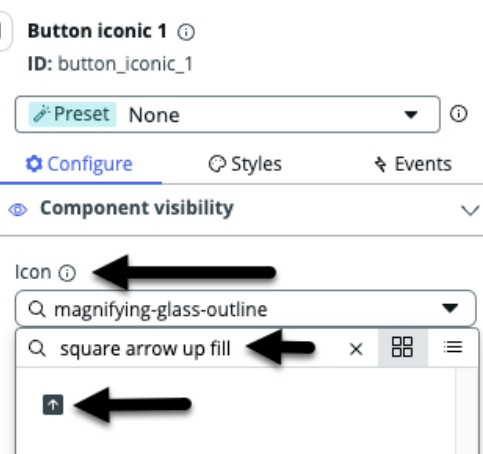 Button iconic 1
ID: button_iconic_1
Preset None
Configure Styles Events
Component visibility
Icon
magnifying-glass-outline
square arrow up fill